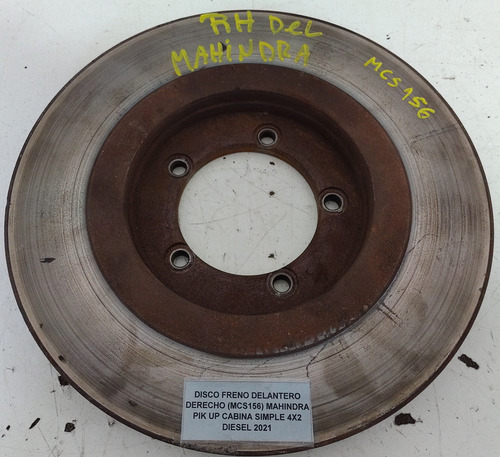 RH DEL
MAHINDRA
MCS156
DISCO FRENO DELANTERO
DERECHO (MCS156) MAHINDRA
PIK UP CABINA SIMPLE 4X2
DIESEL 2021